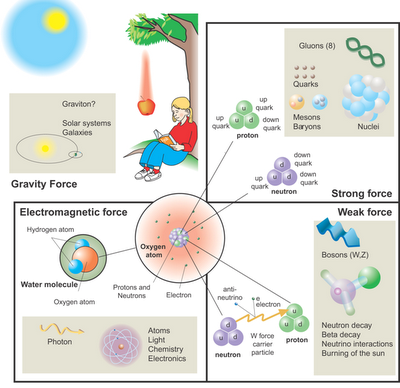 Graviton?
Solar systems
Galaxies
Gravity Force
Gluons (8)
Quarks
Mesons
Baryons
Nuclei
up
quark
up
quark
down
quark
u
u
d
proton
down
quark
up
quark
down
quark
d
u
d
neutron
Strong force
Electromagnetic force
Hydrogen atom
Water molecule
Oxygen atom
Oxygen
atom
Protons and
Neutrons
Electron
Photon
Atoms
Light
Chemistry
Electronics
Weak force
Bosons (W,Z)
Neutron decay
Beta decay
Neutrino interactions
Burning of the sun
anti-
neutrino
e
electron
d
u
d
neutron
W force
carrier
particle
d
u
u
proton